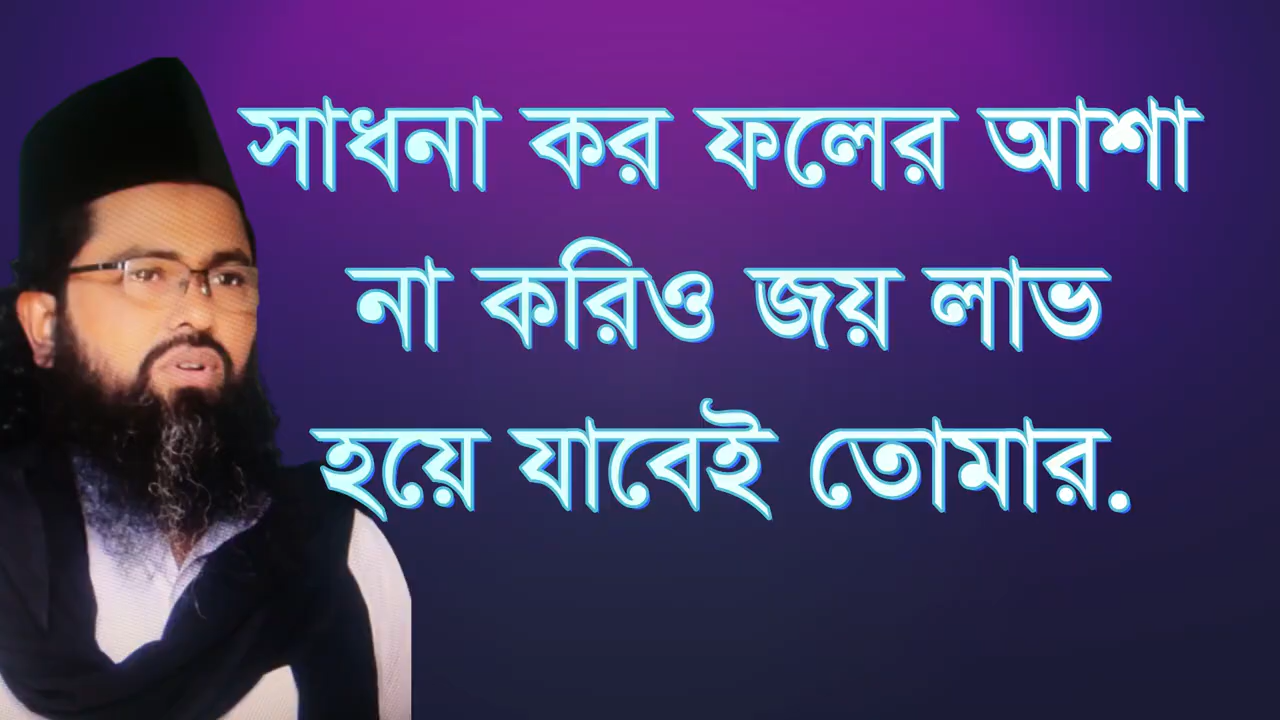 সাধনা কর ফলের আশা
না করিও জয় লাভ
হয়ে যাবেই তোমার.